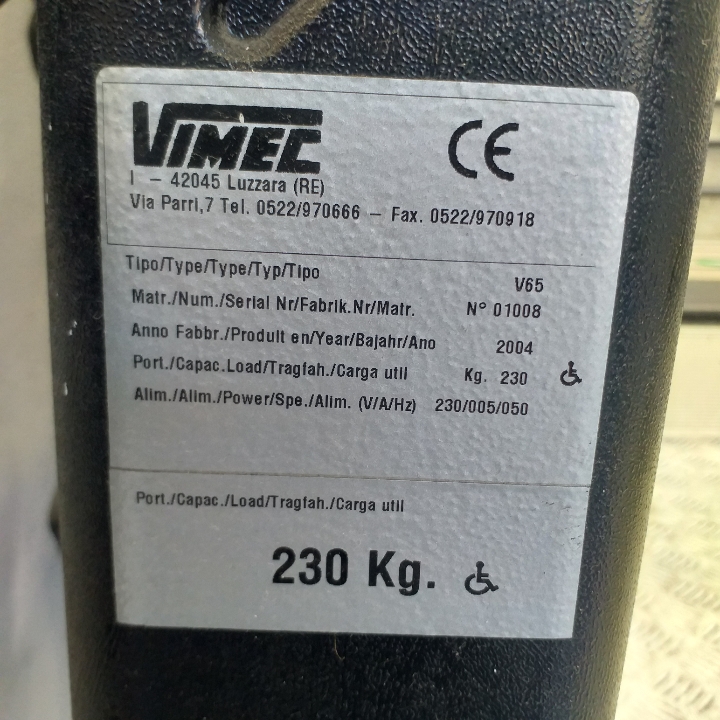 VIMEC
CE
I - 42045 Luzzara (RE)
Via Parri,7 Tel. 0522/970666 - Fax. 0522/970918
Tipo/Type/Type/Typ/Tipo V65
Matr./Num./Serial Nr/Fabrik.Nr/Matr. N° 01008
Anno Fabbr./Produit en/Year/Bajahr/Ano 2004
Port./Capac.Load/Tragfah./Carga util Kg. 230
Alim./Alim./Power/Spe./Alim. (V/A/Hz) 230/005/050
Port./Capac./Load/Tragfah./Carga util
230 Kg.